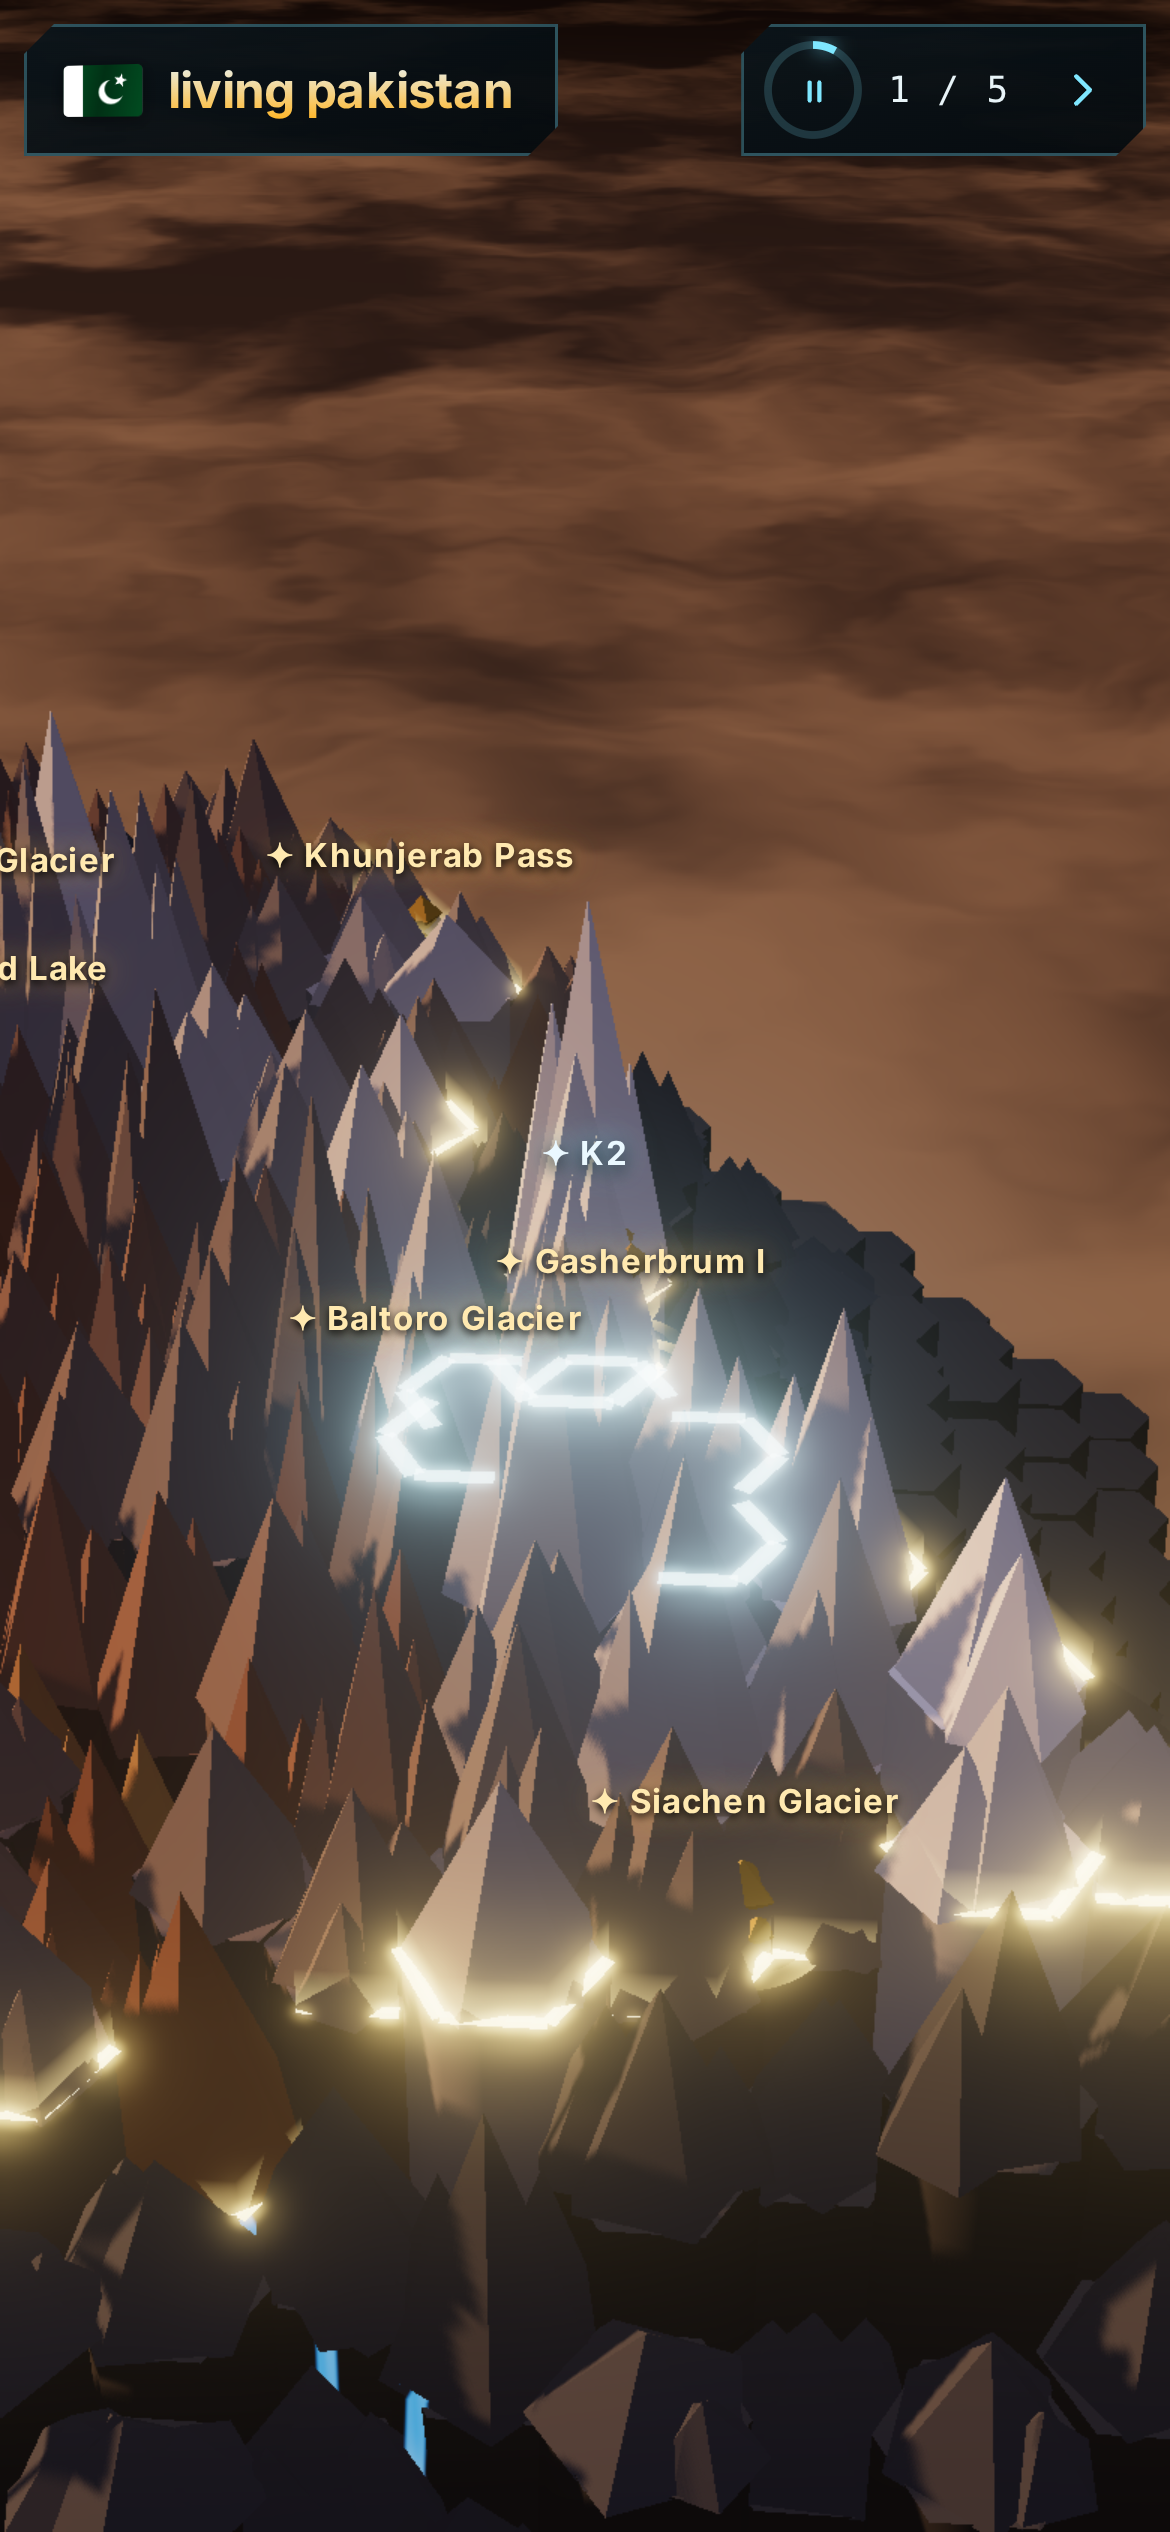 living pakistan
1 / 5
Khunjerab Pass
Glacier
d Lake
K2
Gasherbrum I
Baltoro Glacier
Siachen Glacier